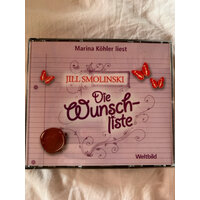 Marina Köhler liest
JILL SMOLINSKI
Die
Wunsch-
liste
Weltbild